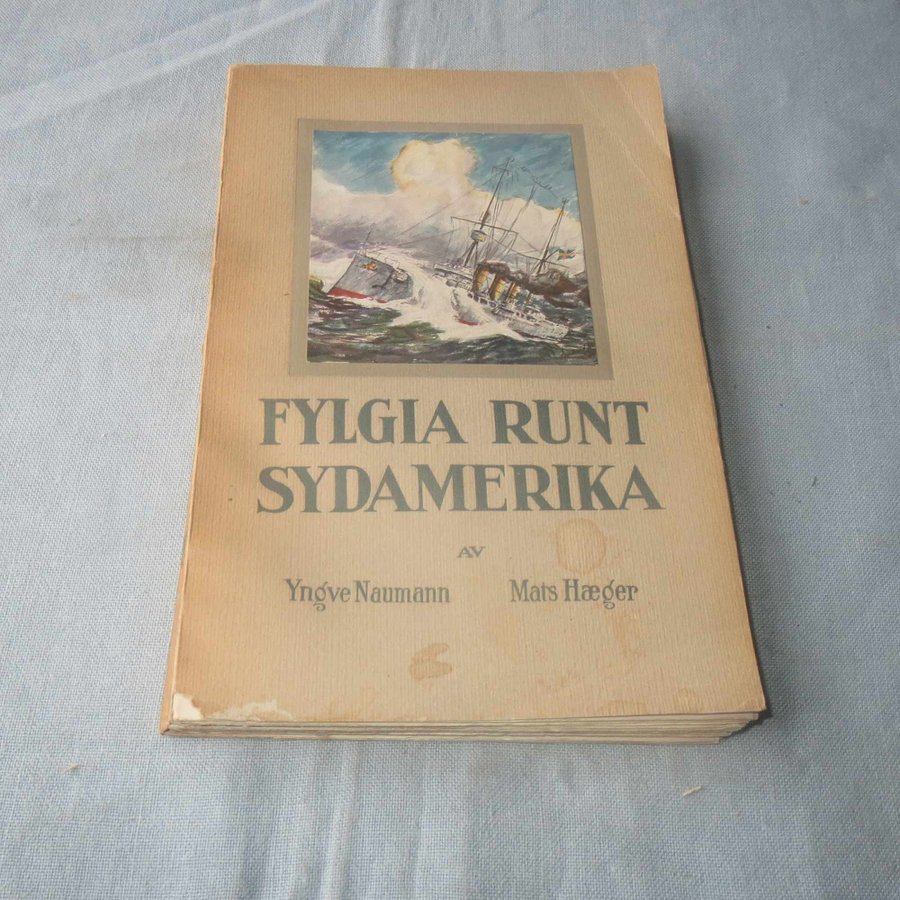 FYLGIA RUNT
SYDAMERIKA
AV
Yngve Naumann Mats Hæger